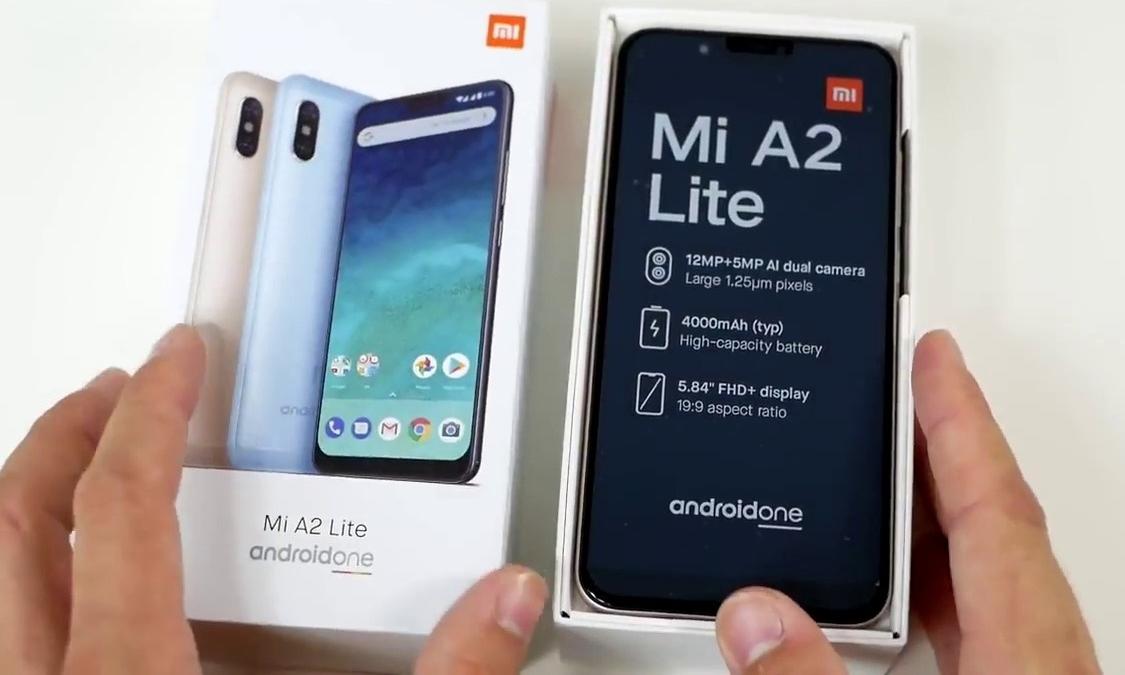 mi
andr
Mi A2 Lite
androidone
mi
Mi A2
Lite
12MP+5MP AI dual camera
Large 1.25μm pixels
4000mAh (typ)
High-capacity battery
5.84" FHD+ display
19:9 aspect ratio
androidone